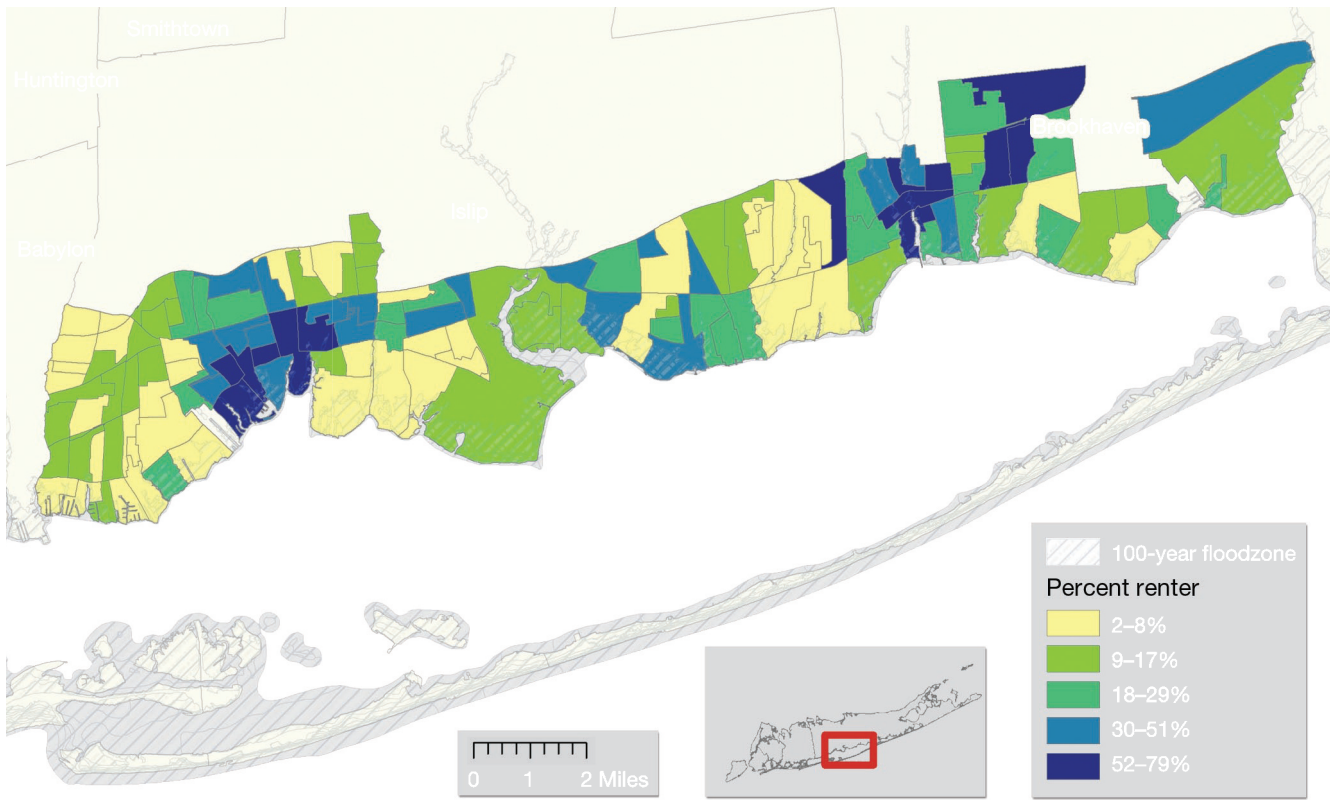 Smithtown
Huntington
Brookhaven
Islip
Babylon
100-year floodzone
Percent renter
2–8%
9–17%
18–29%
30–51%
52–79%
0 1 2 Miles